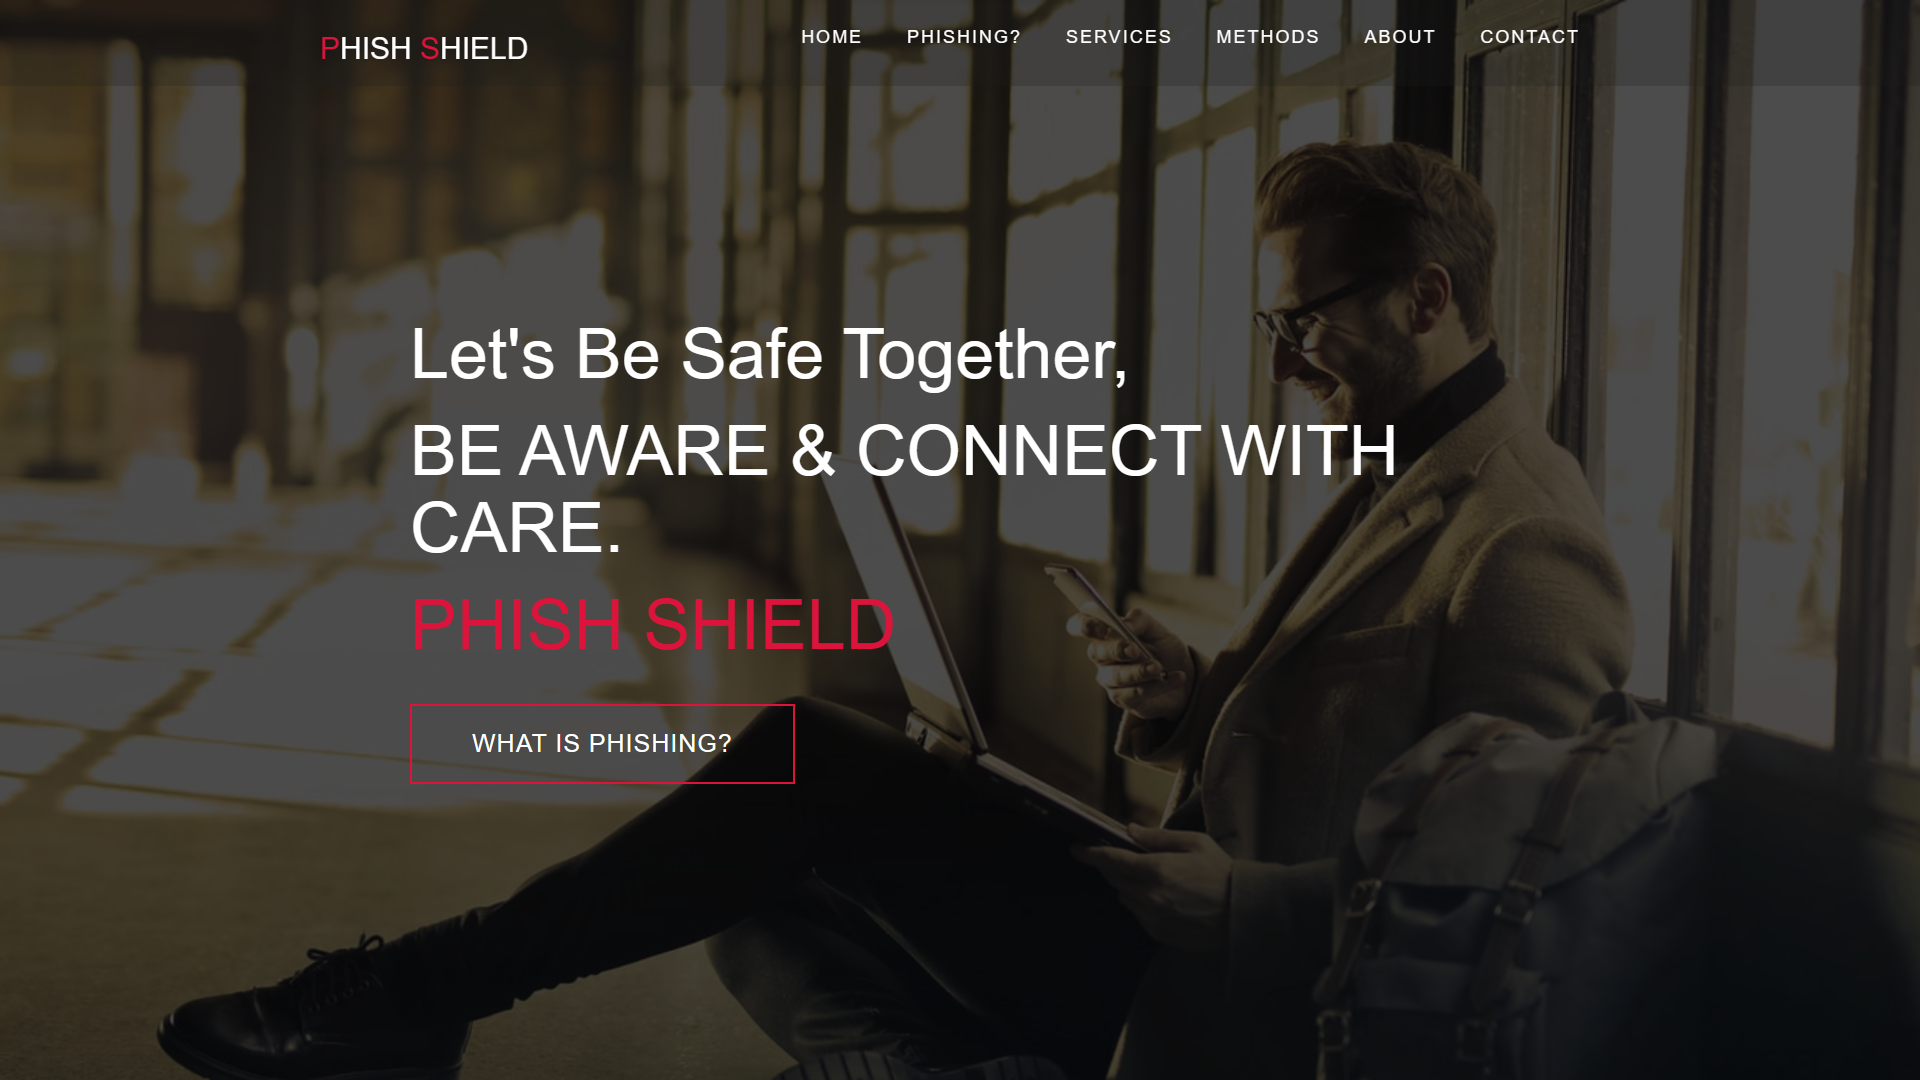 PHISH SHIELD
HOME PHISHING? SERVICES METHODS ABOUT CONTACT
Let's Be Safe Together,
BE AWARE & CONNECT WITH
CARE.
PHISH SHIELD
WHAT IS PHISHING?